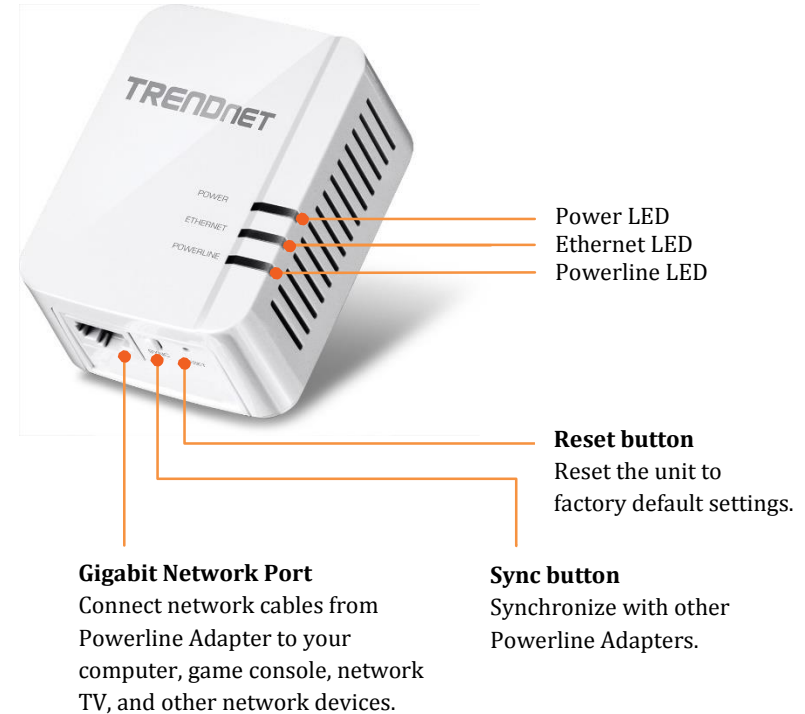 TRENDNET
POWER
ETHERNET
POWERLINE
Power LED
Ethernet LED
Powerline LED
Reset button
Reset the unit to
factory default settings.
Gigabit Network Port
Connect network cables from
Powerline Adapter to your
computer, game console, network
TV, and other network devices.
Sync button
Synchronize with other
Powerline Adapters.